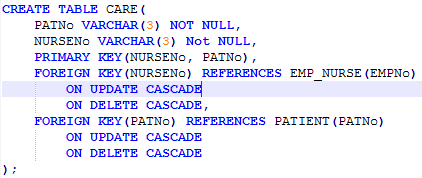 CREATE TABLE CARE(
PATNo VARCHAR(3) NOT NULL,
NURSENo VARCHAR(3) Not NULL,
PRIMARY KEY(NURSENo, PATNo),
FOREIGN KEY(NURSENo) REFERENCES EMP_NURSE(EMPNo)
ON UPDATE CASCADE
ON DELETE CASCADE,
FOREIGN KEY(PATNo) REFERENCES PATIENT(PATNo)
ON UPDATE CASCADE
ON DELETE CASCADE
);